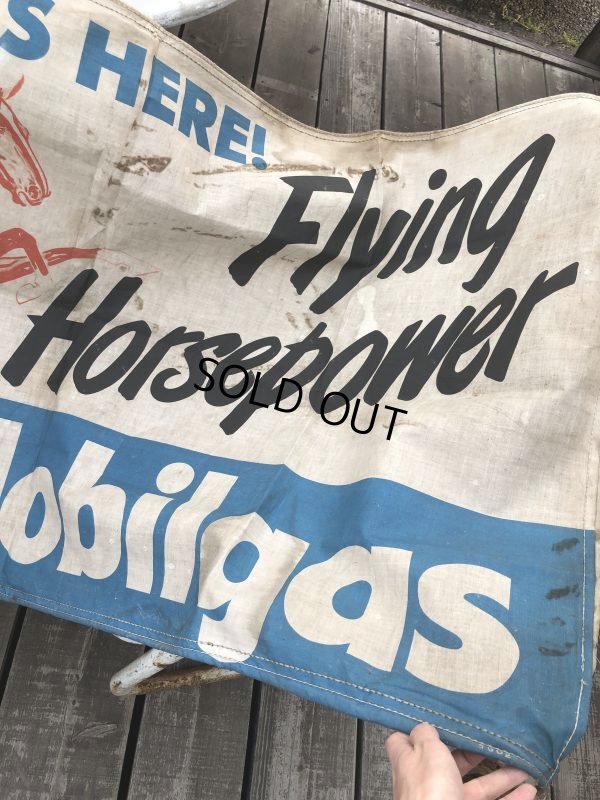 S HERE!
Flying
Horsepower
SOLD OUT
obilgas